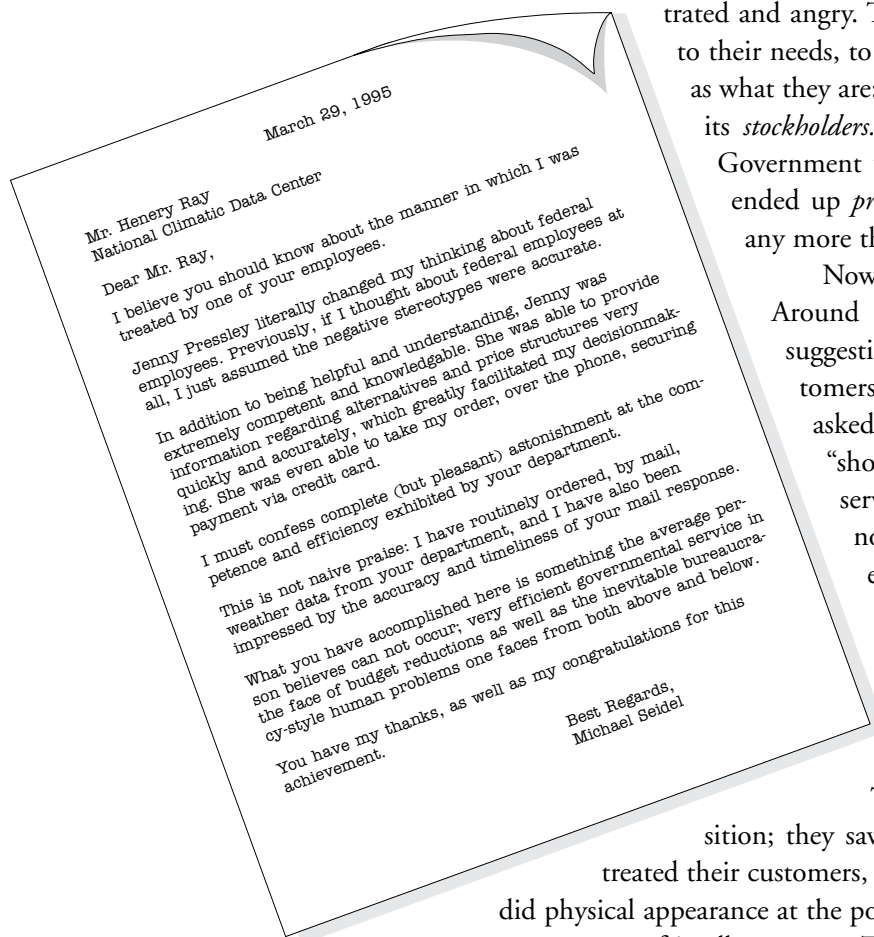 March 29, 1995
Mr. Henery Ray
National Climatic Data Center
Dear Mr. Ray,
I believe you should know about the manner in which I was
treated by one of your employees.
Jenny Pressley literally changed my thinking about federal
employees. Previously, if I thought about federal employees at
all, I just assumed the negative stereotypes were accurate.
In addition to being helpful and understanding, Jenny was
extremely competent and knowledgable. She was able to provide
information regarding alternatives and price structures very
quickly and accurately, which greatly facilitated my decisionmak-
ing. She was even able to take my order, over the phone, securing
payment via credit card.
I must confess complete (but pleasant) astonishment at the com-
petence and efficiency exhibited by your department.
This is not naive praise: I have routinely ordered, by mail,
weather data from your department, and I have also been
impressed by the accuracy and timeliness of your mail response.
What you have accomplished here is something the average per-
son believes can not occur; very efficient governmental service in
the face of budget reductions as well as the inevitable bureaucra-
cy-style human problems one faces from both above and below.
You have my thanks, as well as my congratulations for this
achievement.
Best Regards,
Michael Seidel
trated and angry. T
to their needs, to
as what they are:
its stockholders.
Government
ended up pr
any more th
Now
Around
suggesti
tomers
asked
“sho
serv
no
e
sition; they sav
treated their customers,
did physical appearance at the po